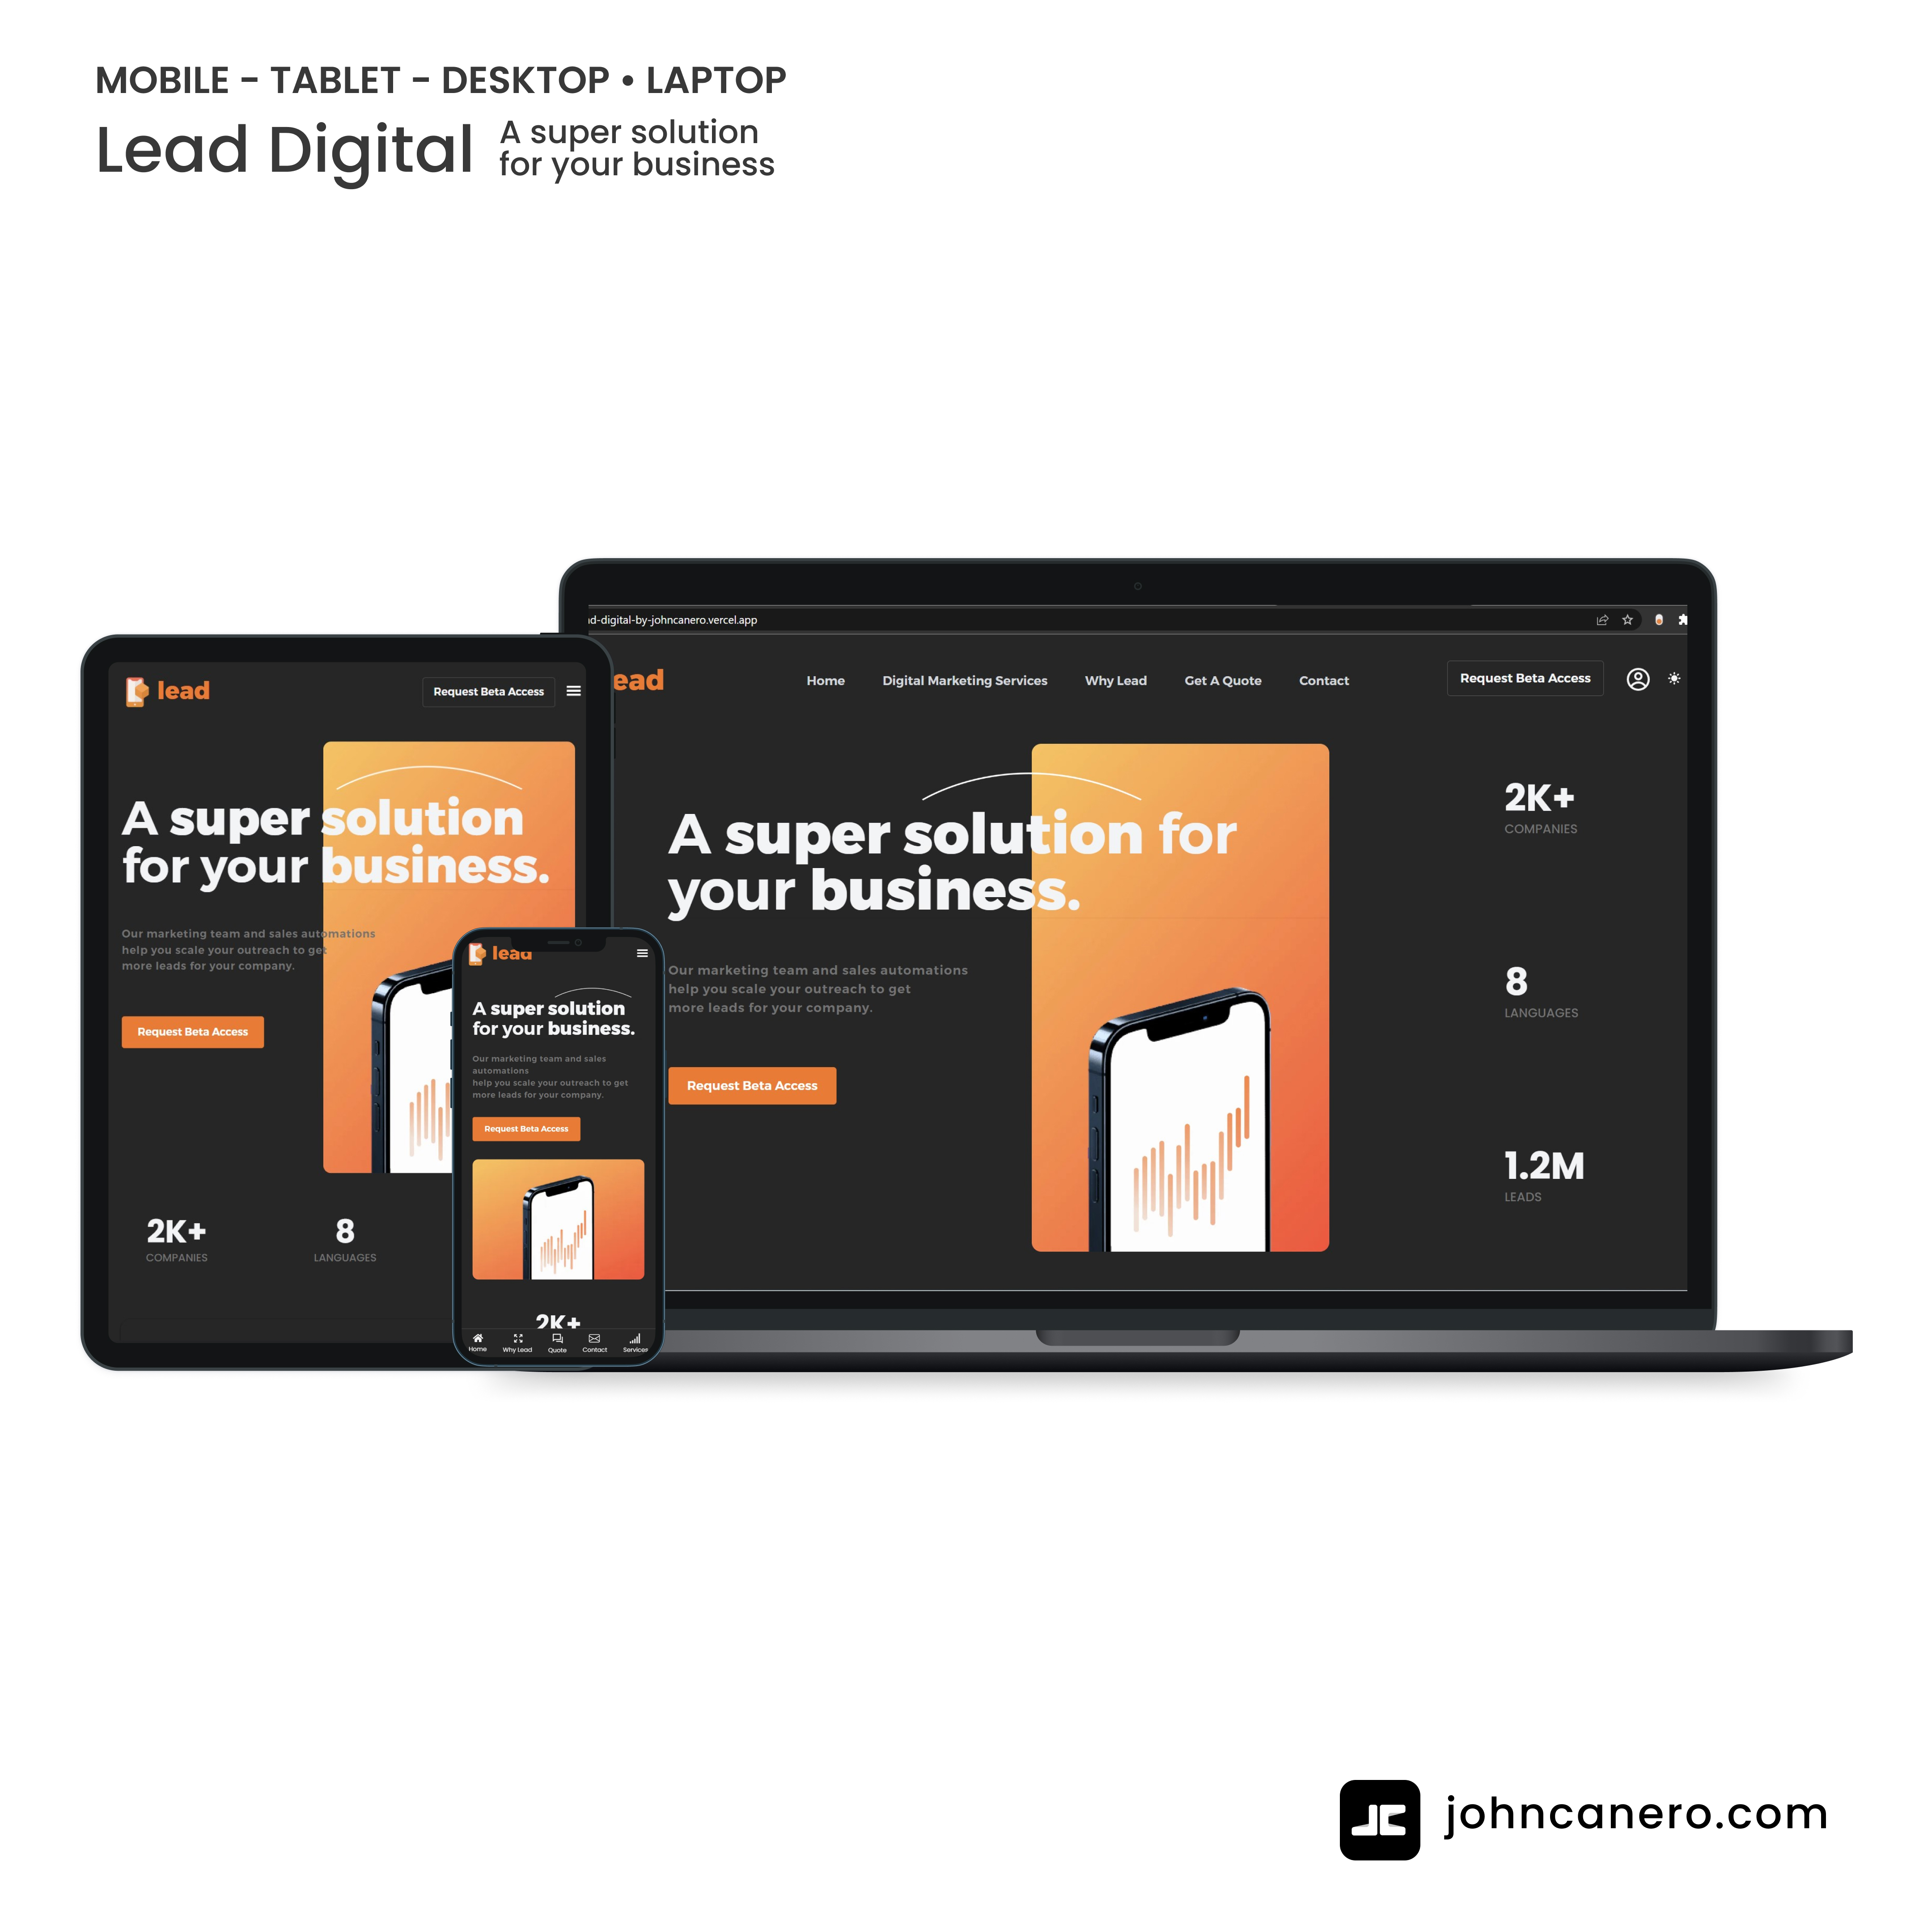 MOBILE - TABLET - DESKTOP • LAPTOP
Lead Digital
A super solution
for your business
d-digital-by-johncanero.vercel.app
ead
Home
Digital Marketing Services
Why Lead
Get A Quote
Contact
Request Beta Access
A super solution for
your business.
Our marketing team and sales automations
help you scale your outreach to get
more leads for your company.
Request Beta Access
2K+
COMPANIES
8
LANGUAGES
1.2M
LEADS
lead
Request Beta Access
A super solution
for your business.
Our marketing team and sales automations
help you scale your outreach to get
more leads for your company.
Request Beta Access
2K+
COMPANIES
8
LANGUAGES
lead
A super solution
for your business.
Our marketing team and sales
automations
help you scale your outreach to get
more leads for your company.
Request Beta Access
2K+
Home
Why Lead
Quote
Contact
Services
JC
johncanero.com